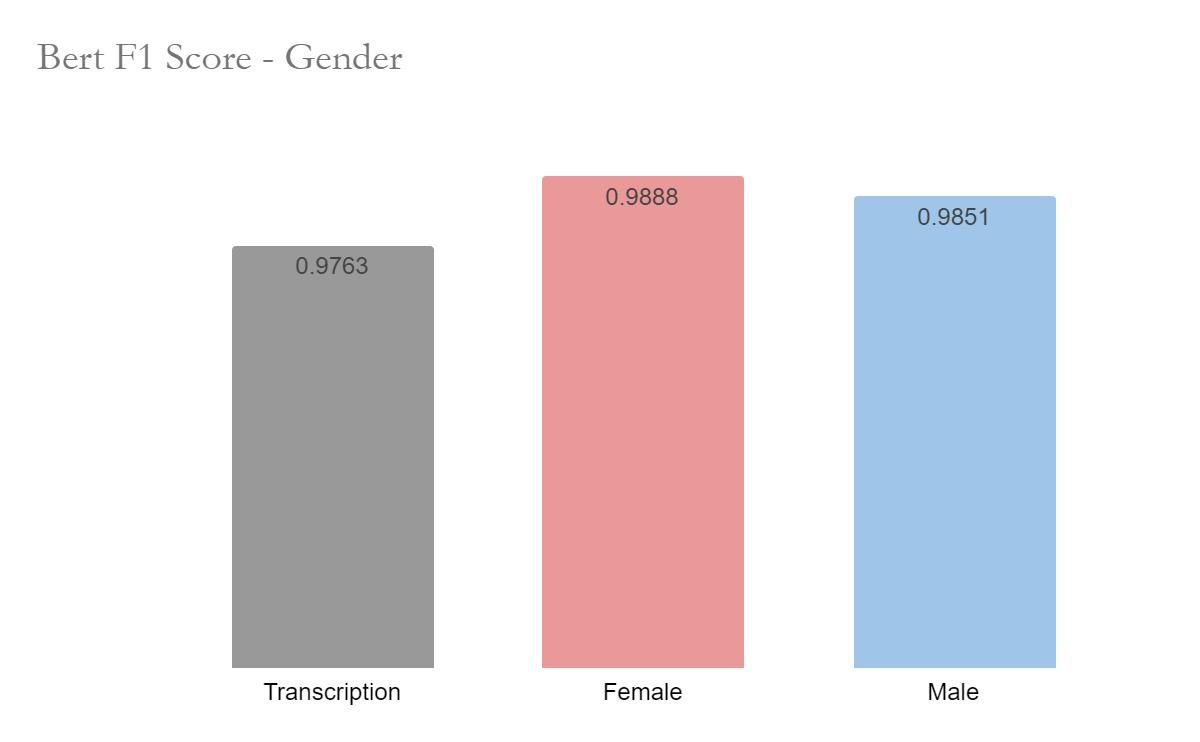 Bert F1 Score - Gender
0.9763
0.9888
0.9851
Transcription
Female
Male